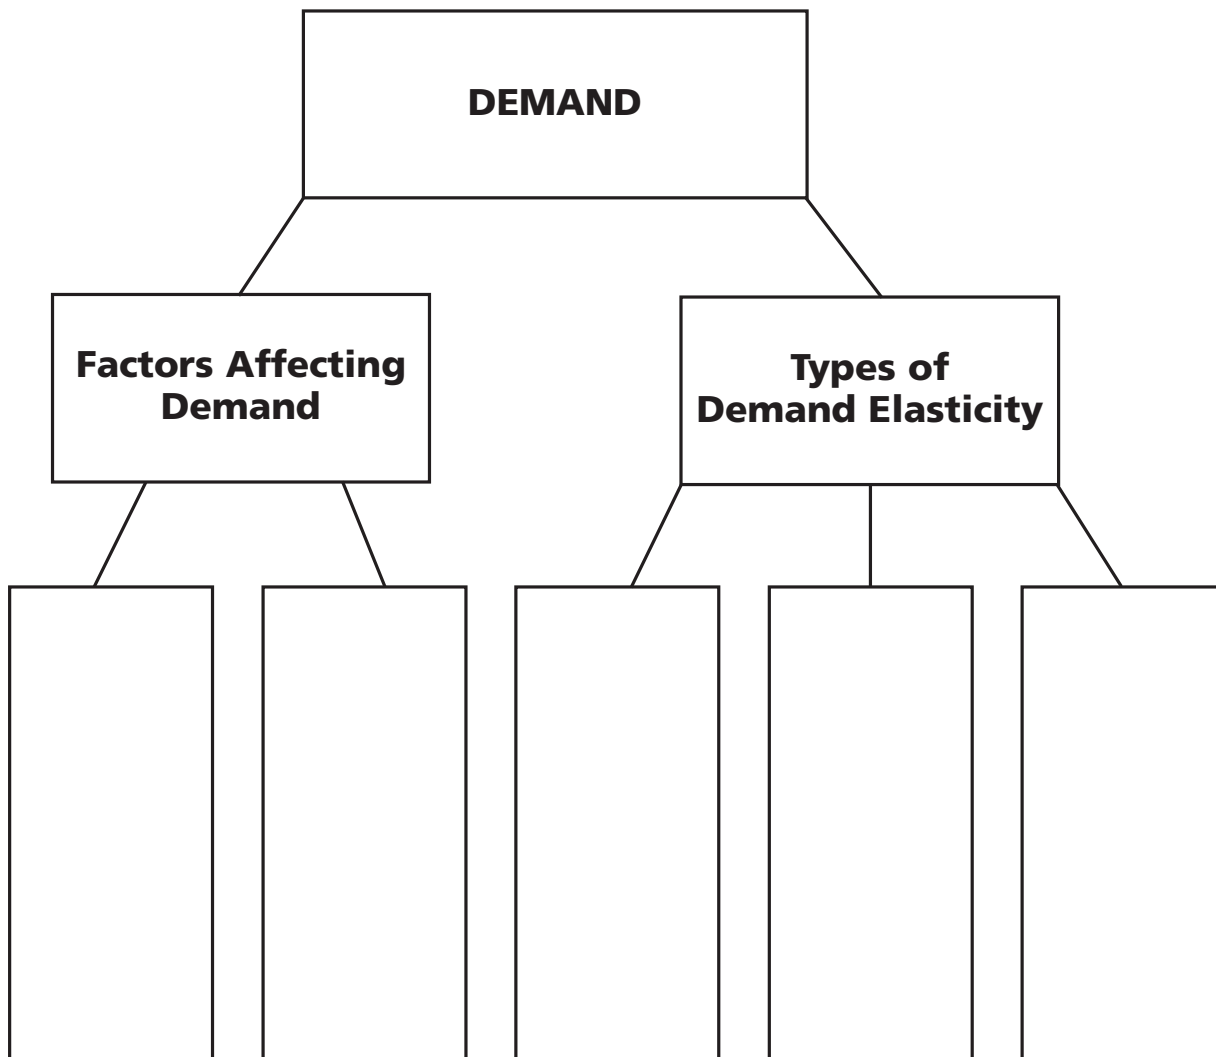 DEMAND
Factors Affecting
Demand
Types of
Demand Elasticity